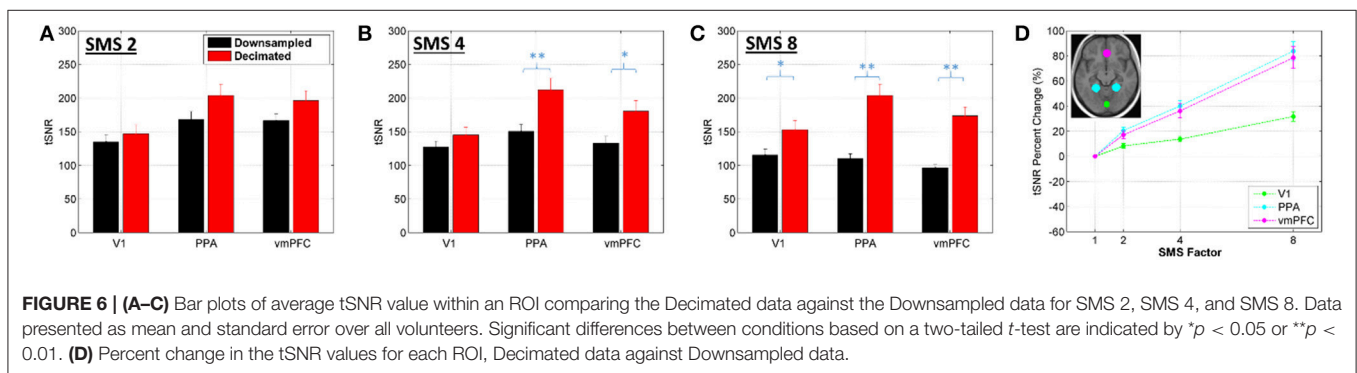 A
SMS 2
Downsampled
Decimated
tSNR
300
250
200
150
100
50
0
V1
PPA
vmPFC
B
SMS 4
**
*
tSNR
300
250
200
150
100
50
0
V1
PPA
vmPFC
C
SMS 8
*
**
**
tSNR
300
250
200
150
100
50
0
V1
PPA
vmPFC
D
tSNR Percent Change (%)
100
80
60
40
20
0
-20
-40
-60
V1
PPA
vmPFC
1
2
4
8
SMS Factor
FIGURE 6 | (A–C) Bar plots of average tSNR value within an ROI comparing the Decimated data against the Downsampled data for SMS 2, SMS 4, and SMS 8. Data
presented as mean and standard error over all volunteers. Significant differences between conditions based on a two-tailed t-test are indicated by *p < 0.05 or **p <
0.01. (D) Percent change in the tSNR values for each ROI, Decimated data against Downsampled data.